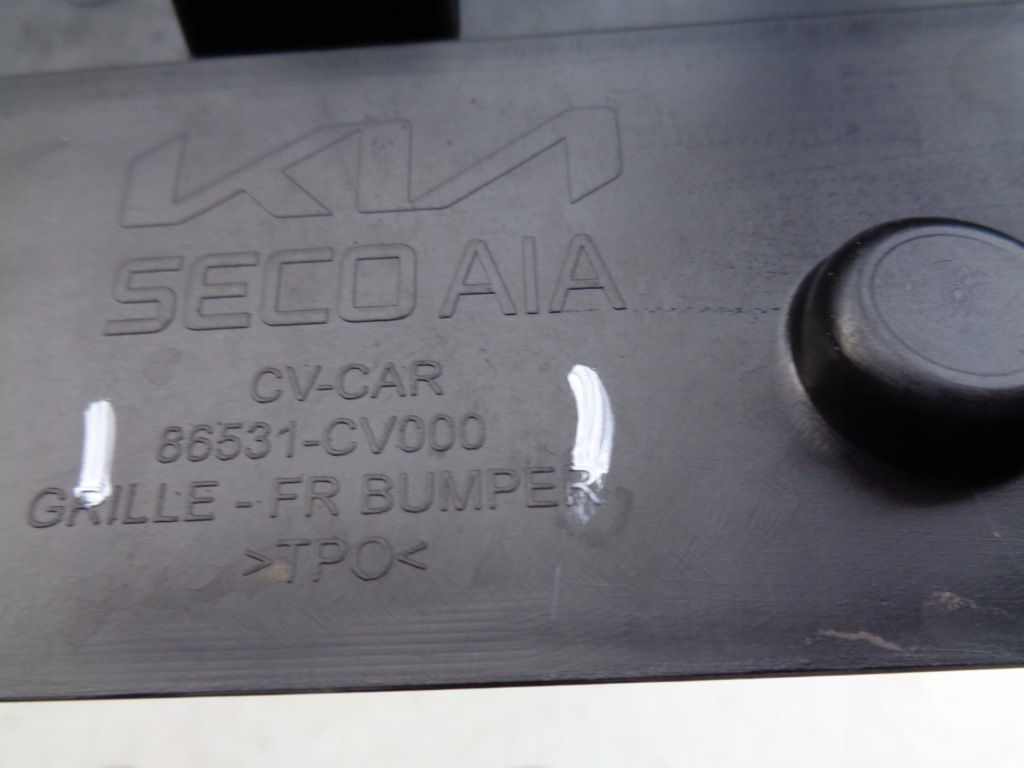 KIA
SECO AIA
CV-CAR
86531-CV000
GRILLE - FR BUMPER
>TPO<